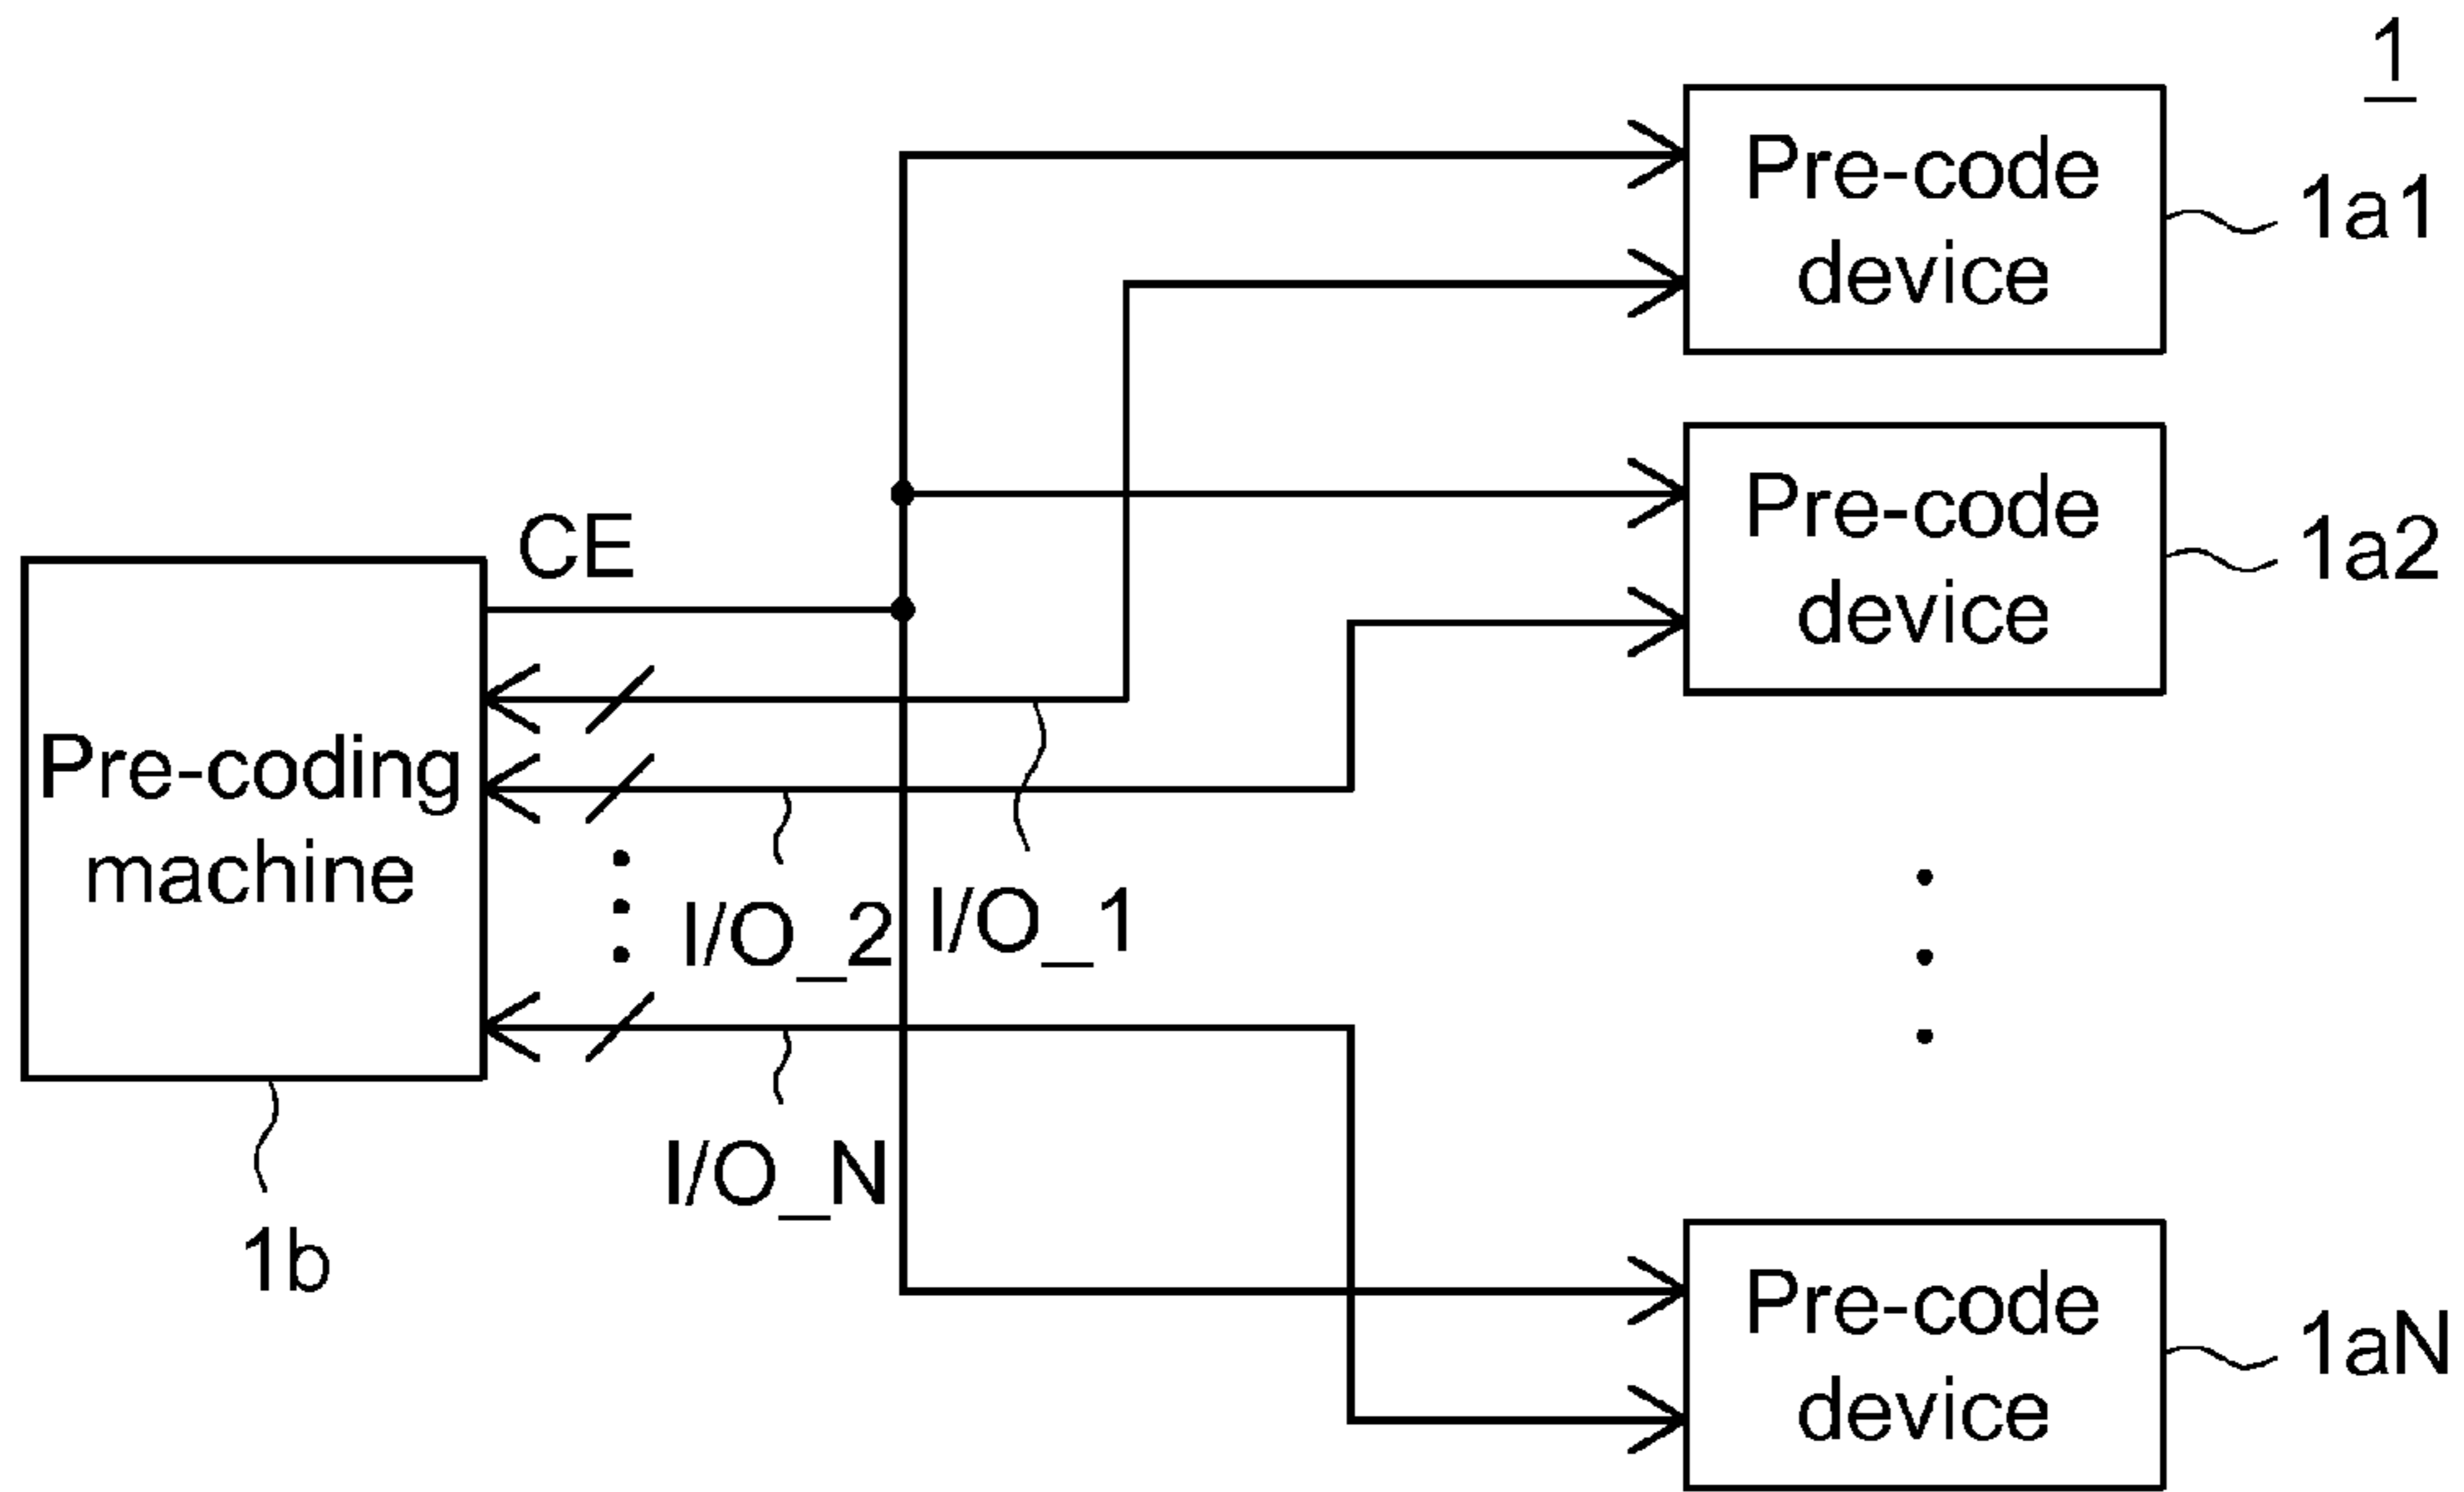 1
Pre-code
device
1a1
Pre-code
device
1a2
CE
Pre-coding
machine
I/O_2
I/O_1
I/O_N
1b
Pre-code
device
1aN